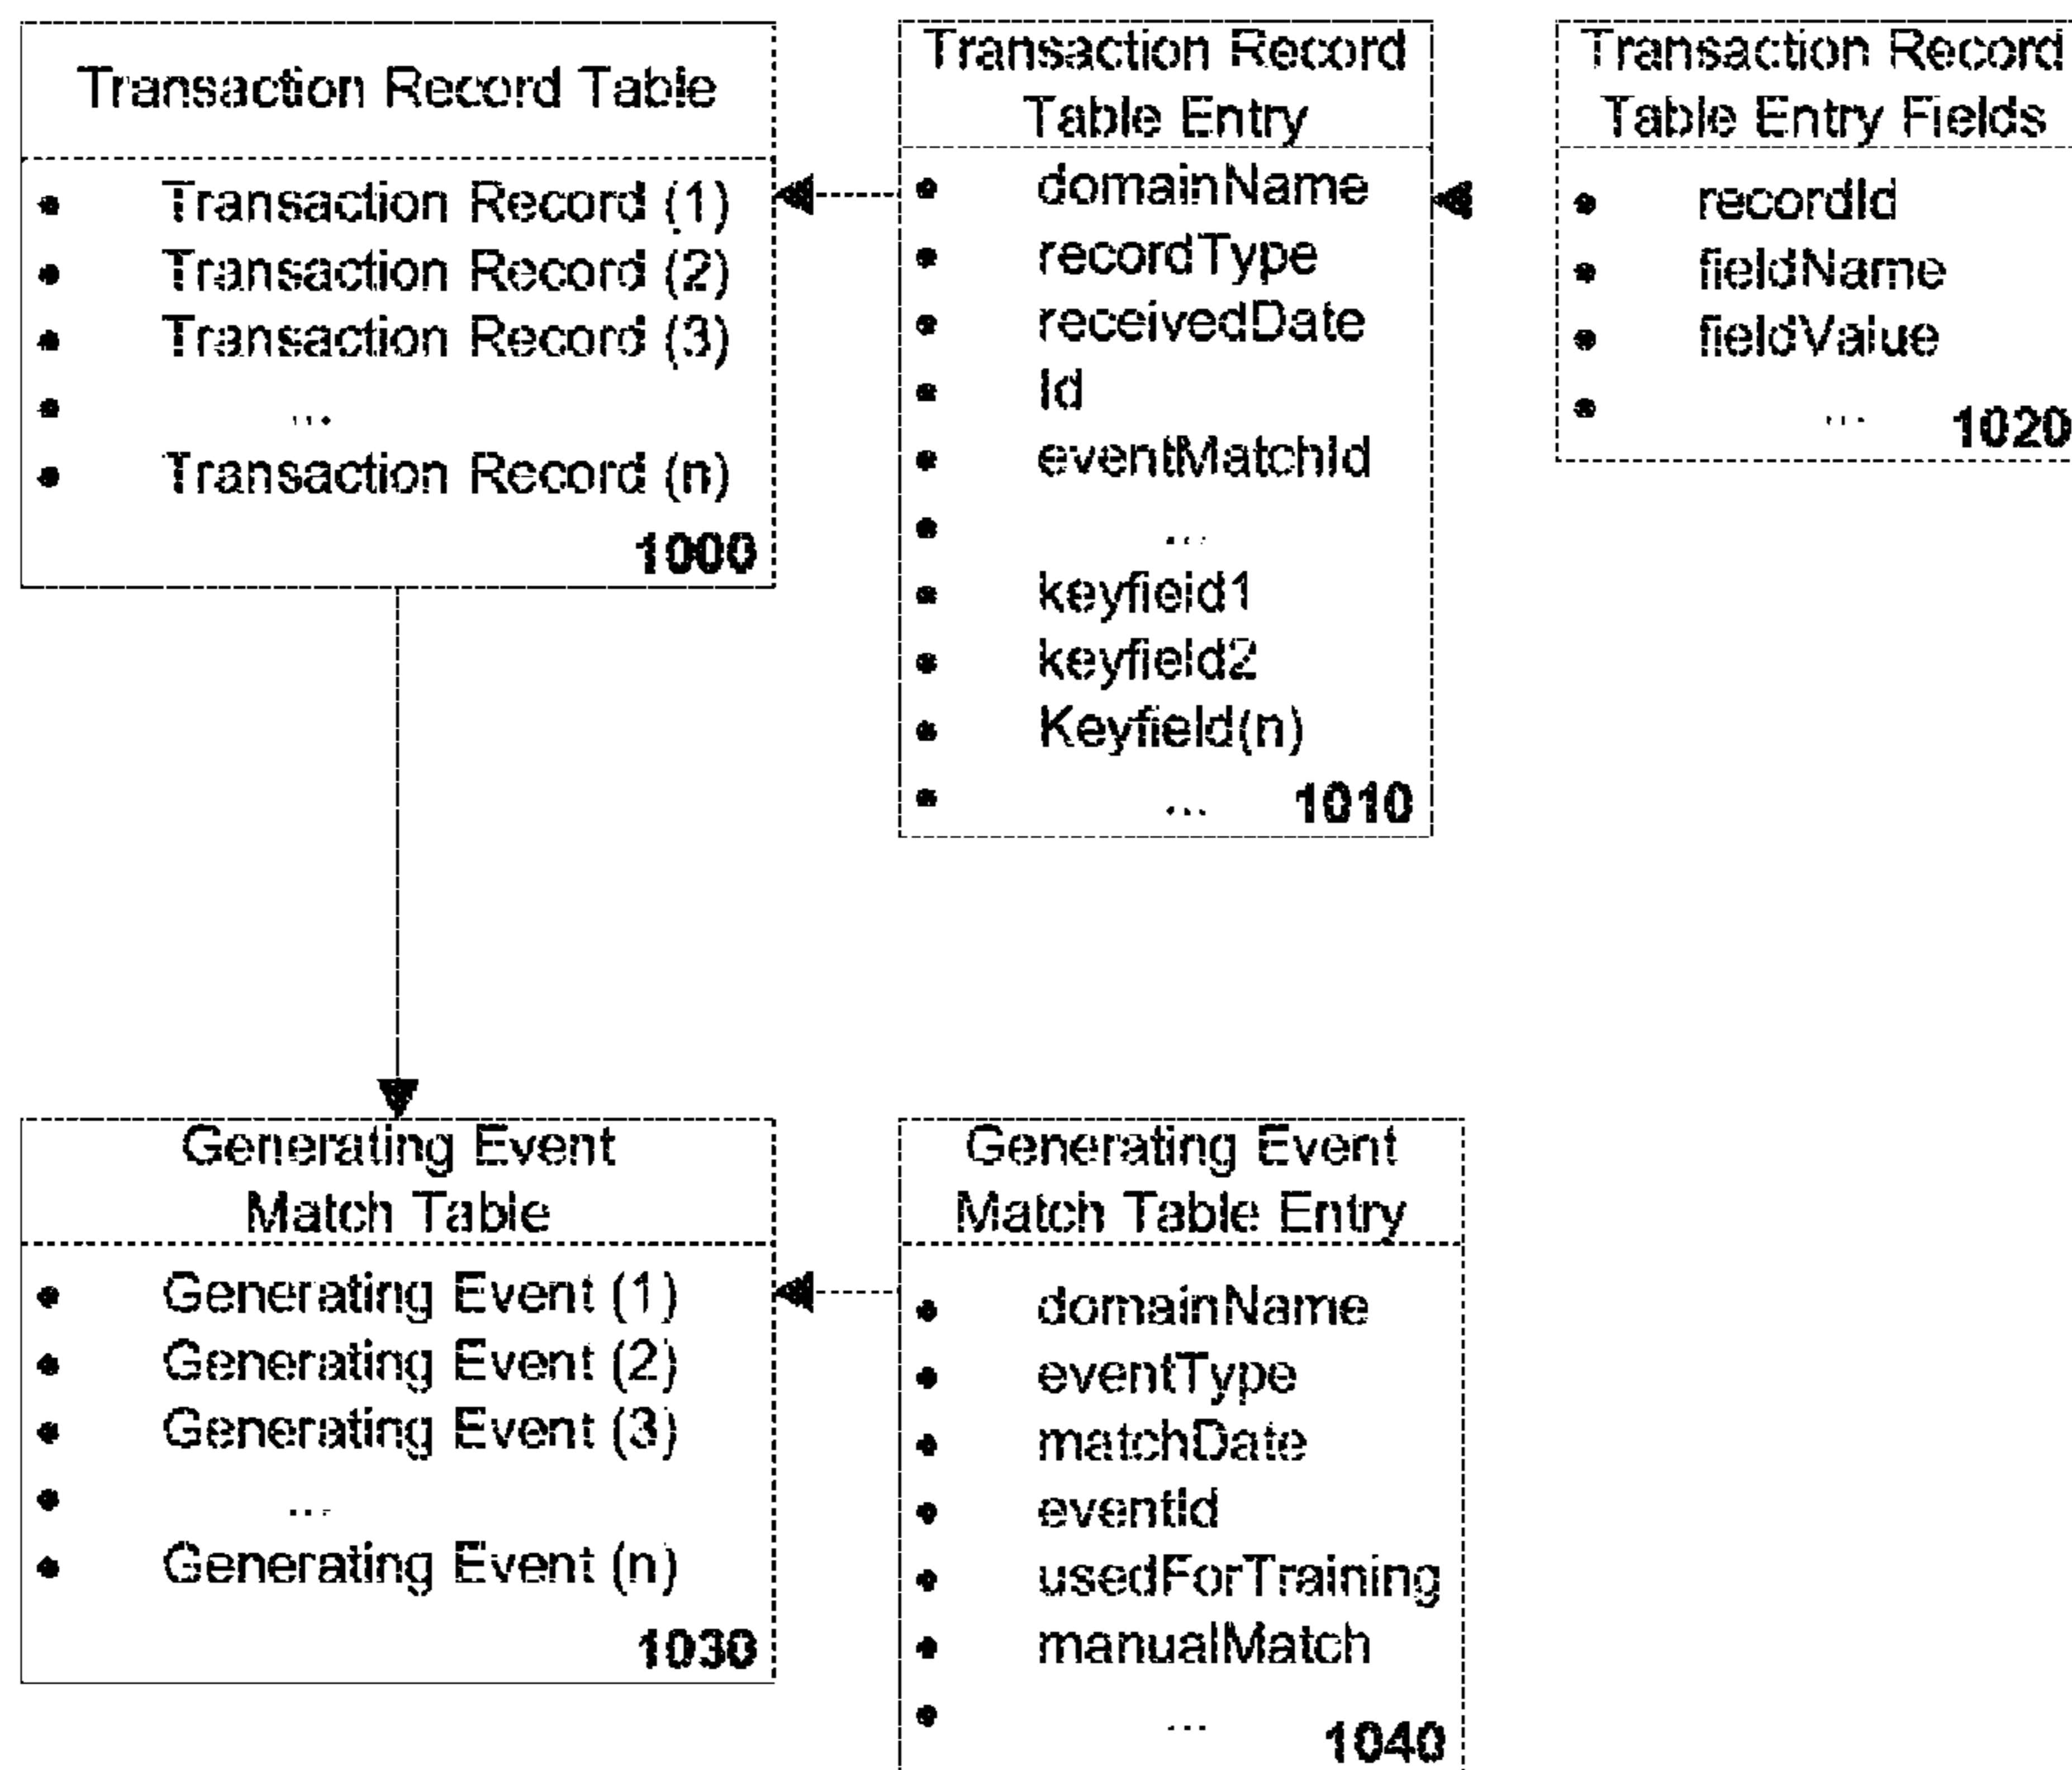 Transaction Record Table
• Transaction Record (1)
• Transaction Record (2)
• Transaction Record (3)
• ...
• Transaction Record (n)
1000
Transaction Record
Table Entry
• domainName
• recordType
• receivedDate
• Id
• eventMatchId
• ...
• keyfield1
• keyfield2
• Keyfield(n)
• ... 1010
Transaction Record
Table Entry Fields
• recordId
• fieldName
• fieldValue
• ... 1020
Generating Event
Match Table
• Generating Event (1)
• Generating Event (2)
• Generating Event (3)
• ...
• Generating Event (n)
1030
Generating Event
Match Table Entry
• domainName
• eventType
• matchDate
• eventId
• usedForTraining
• manualMatch
• ... 1040